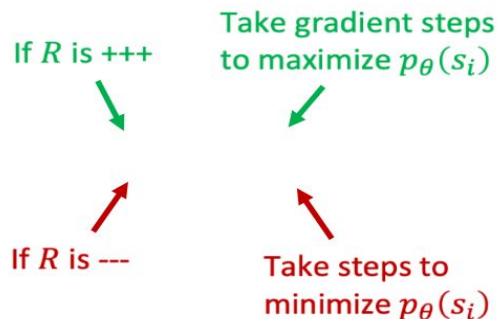 Take gradient steps
If R is +++
to maximize pθ(si)
If R is ---
Take steps to
minimize pθ(si)